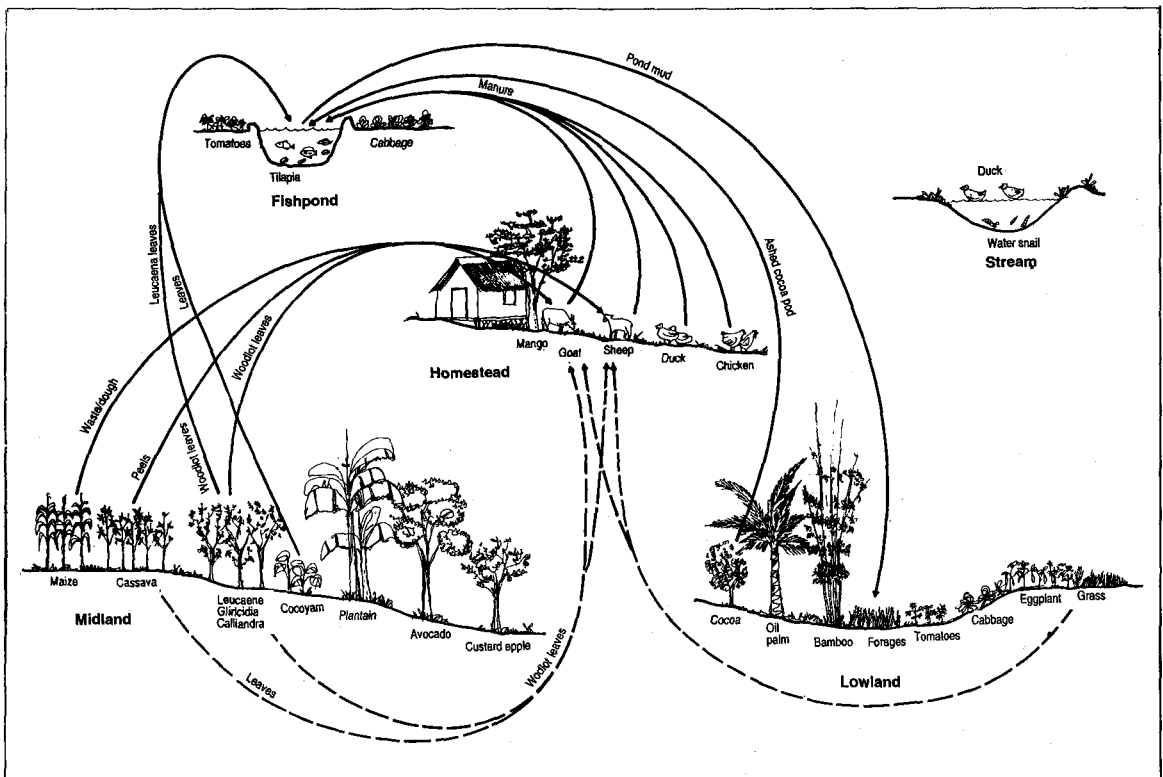 Pond mud
Manure
Tomatoes
Cabbage
Tilapia
Fishpond
Duck
Water snail
Stream
Leucaena leaves
Leaves
Woodlot leaves
Ashed cocoa pod
Mango
Goat
Sheep
Duck
Chicken
Homestead
Waste/dough
Peels
Woodlot leaves
Maize
Cassava
Leucaene
Gliricidia
Calliandra
Cocoyam
Plantain
Avocado
Custard apple
Midland
Leaves
Wodlot leaves
Cocoa
Oil
palm
Bamboo
Forages
Tomatoes
Cabbage
Eggplant
Grass
Lowland